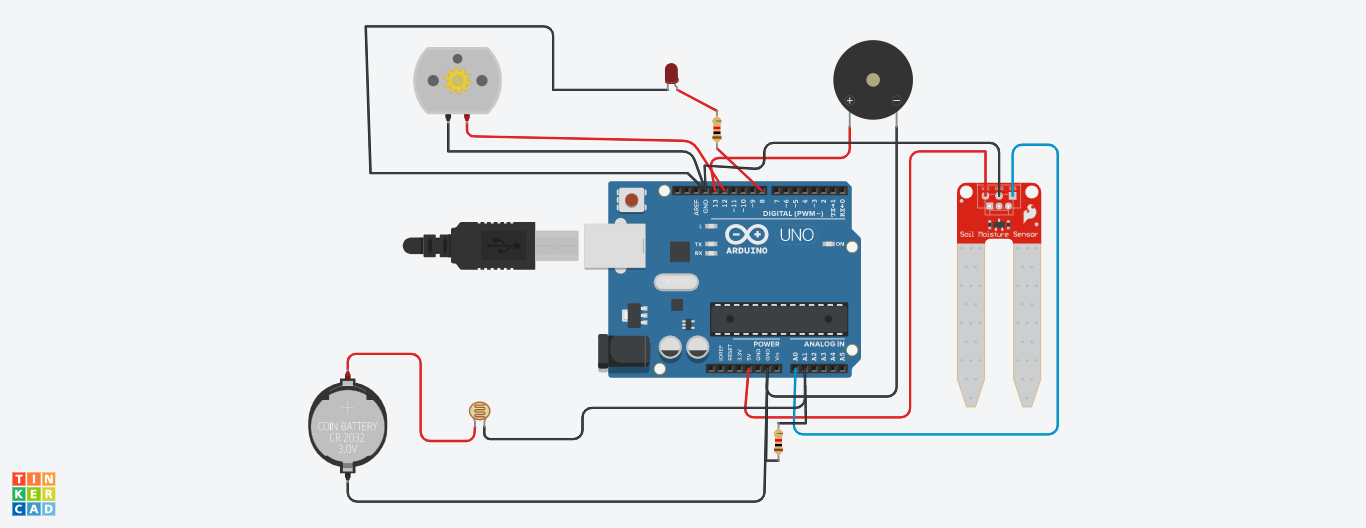 AREF
GND
13
12
~11
~10
~9
8
7
~6
~5
4
~3
2
TX→1
RX←0
DIGITAL (PWM~)
L
TX
RX
UNO
ARDUINO
ON
POWER
ANALOG IN
IOREF
RESET
3.3V
5V
GND
GND
Vin
A0
A1
A2
A3
A4
A5
Soil Moisture Sensor
+
−
COIN BATTERY
CR 2032
3.0V
TIN
KER
CAD